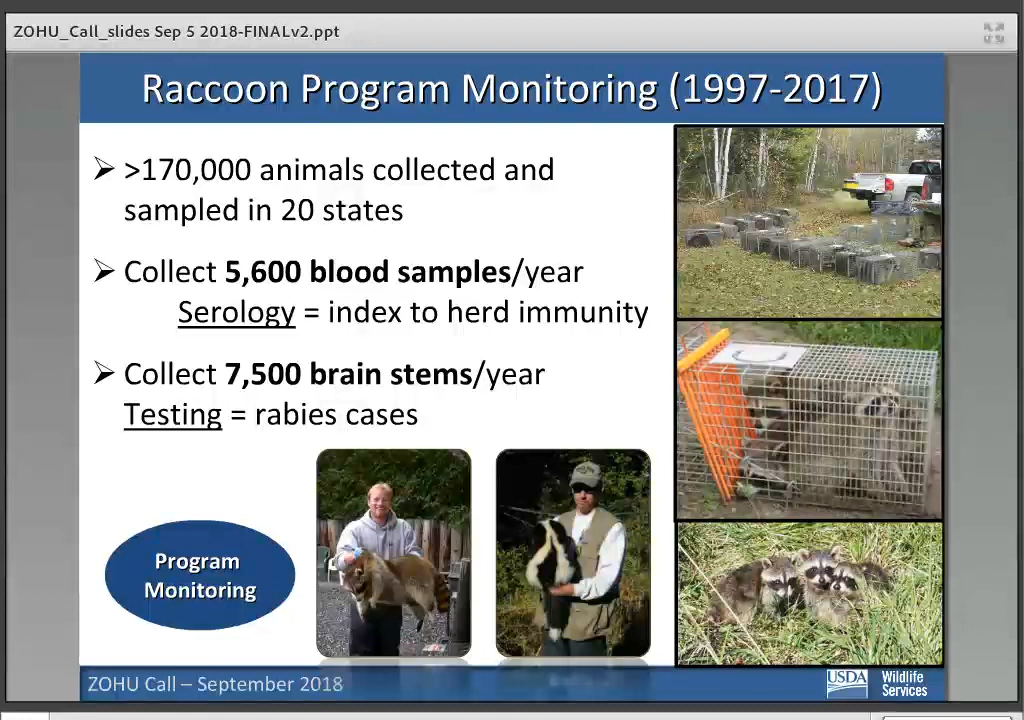 ZOHU_Call_slides Sep 5 2018-FINALv2.ppt
Raccoon Program Monitoring (1997-2017)
➢ >170,000 animals collected and
sampled in 20 states
➢ Collect 5,600 blood samples/year
Serology = index to herd immunity
➢ Collect 7,500 brain stems/year
Testing = rabies cases
Program
Monitoring
ZOHU Call – September 2018
USDA
Wildlife
Services